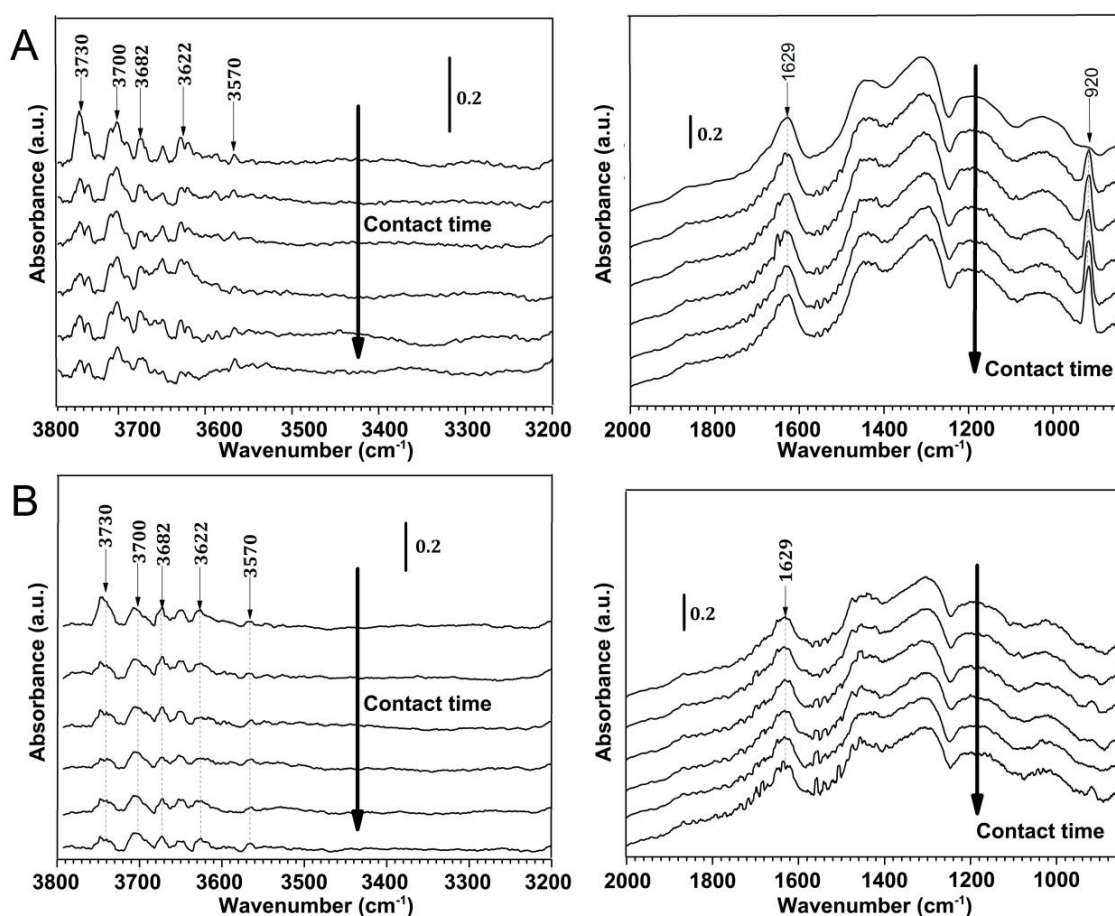 A
3730
3700
3682
3622
3570
0.2
Contact time
Absorbance (a.u.)
3800 3700 3600 3500 3400 3300 3200
Wavenumber (cm-1)
1629
920
0.2
Contact time
Absorbance (a.u.)
2000 1800 1600 1400 1200 1000
Wavenumber (cm-1)
B
3730
3700
3682
3622
3570
0.2
Contact time
Absorbance (a.u.)
3800 3700 3600 3500 3400 3300 3200
Wavenumber (cm-1)
1629
0.2
Contact time
Absorbance (a.u.)
2000 1800 1600 1400 1200 1000
Wavenumber (cm-1)